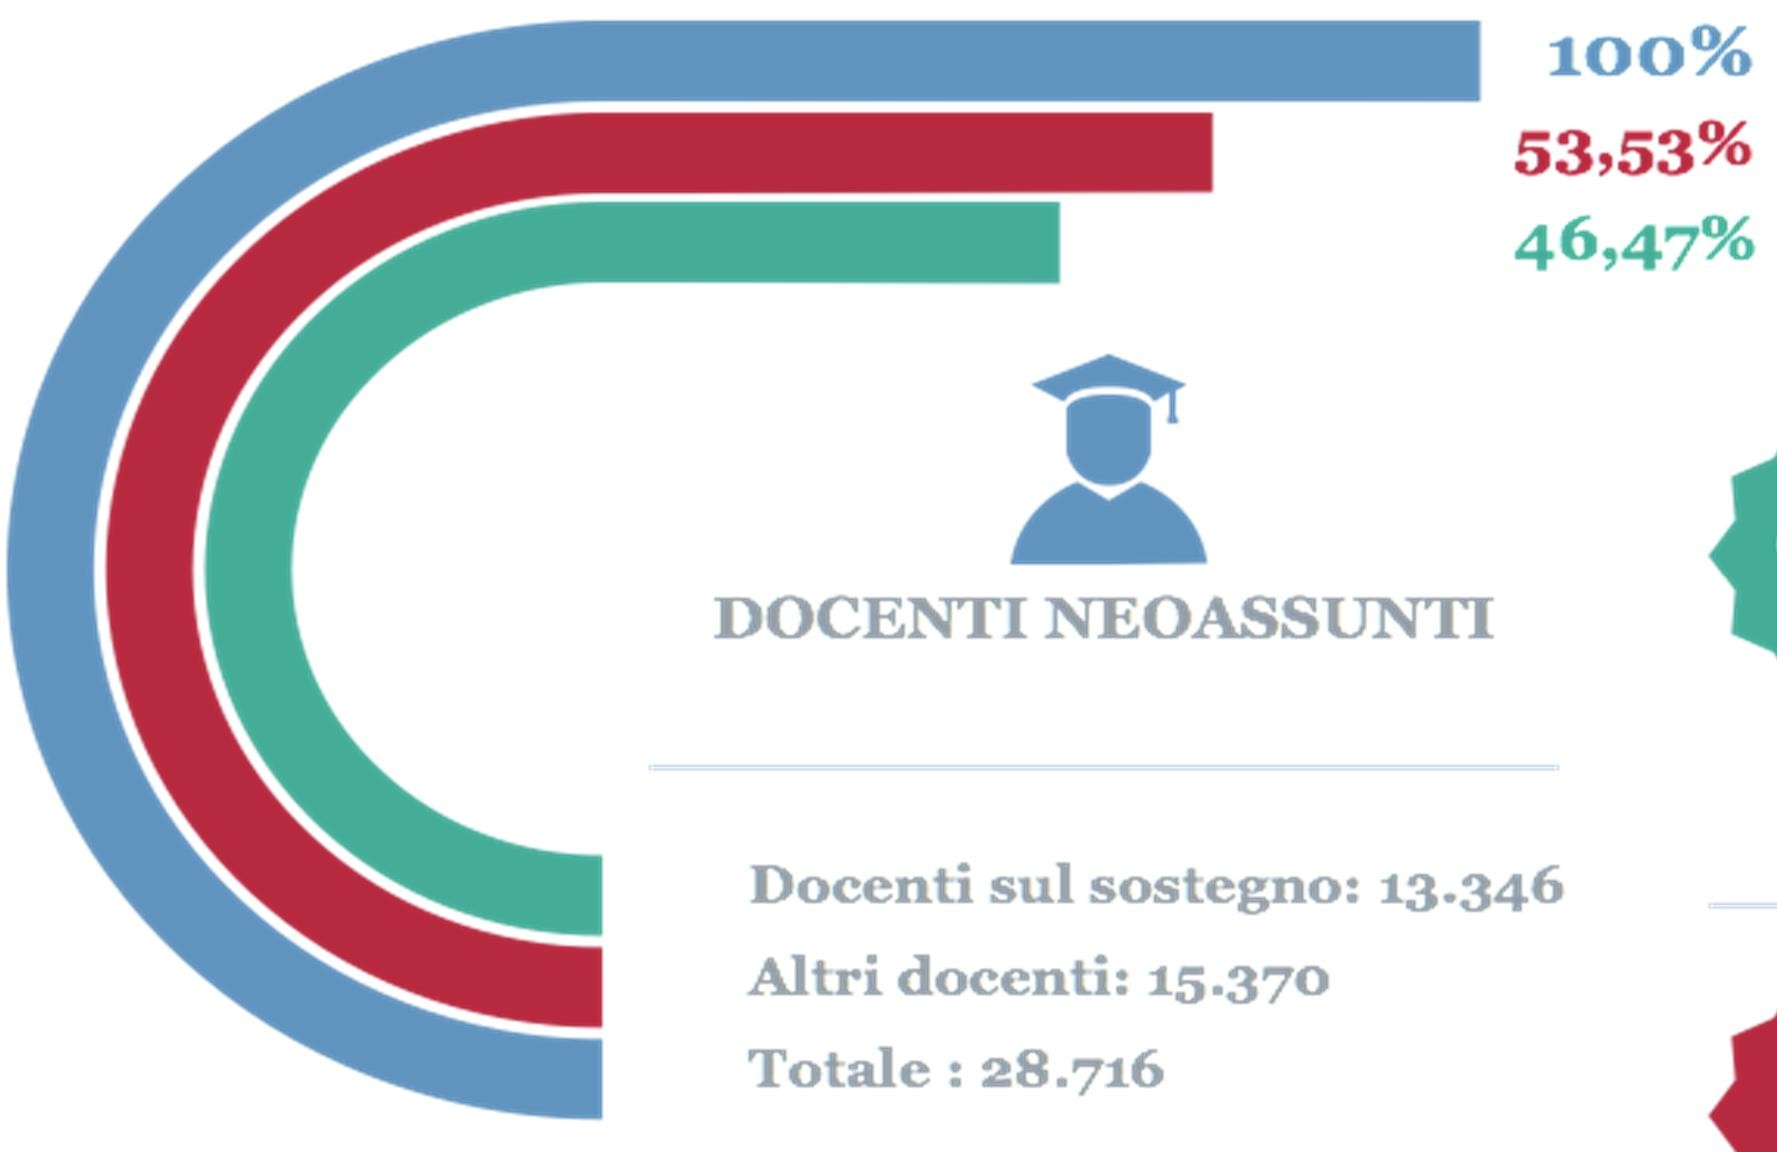 100%
53,53%
46,47%
DOCENTI NEOASSUNTI
Docenti sul sostegno: 13.346
Altri docenti: 15.370
Totale : 28.716